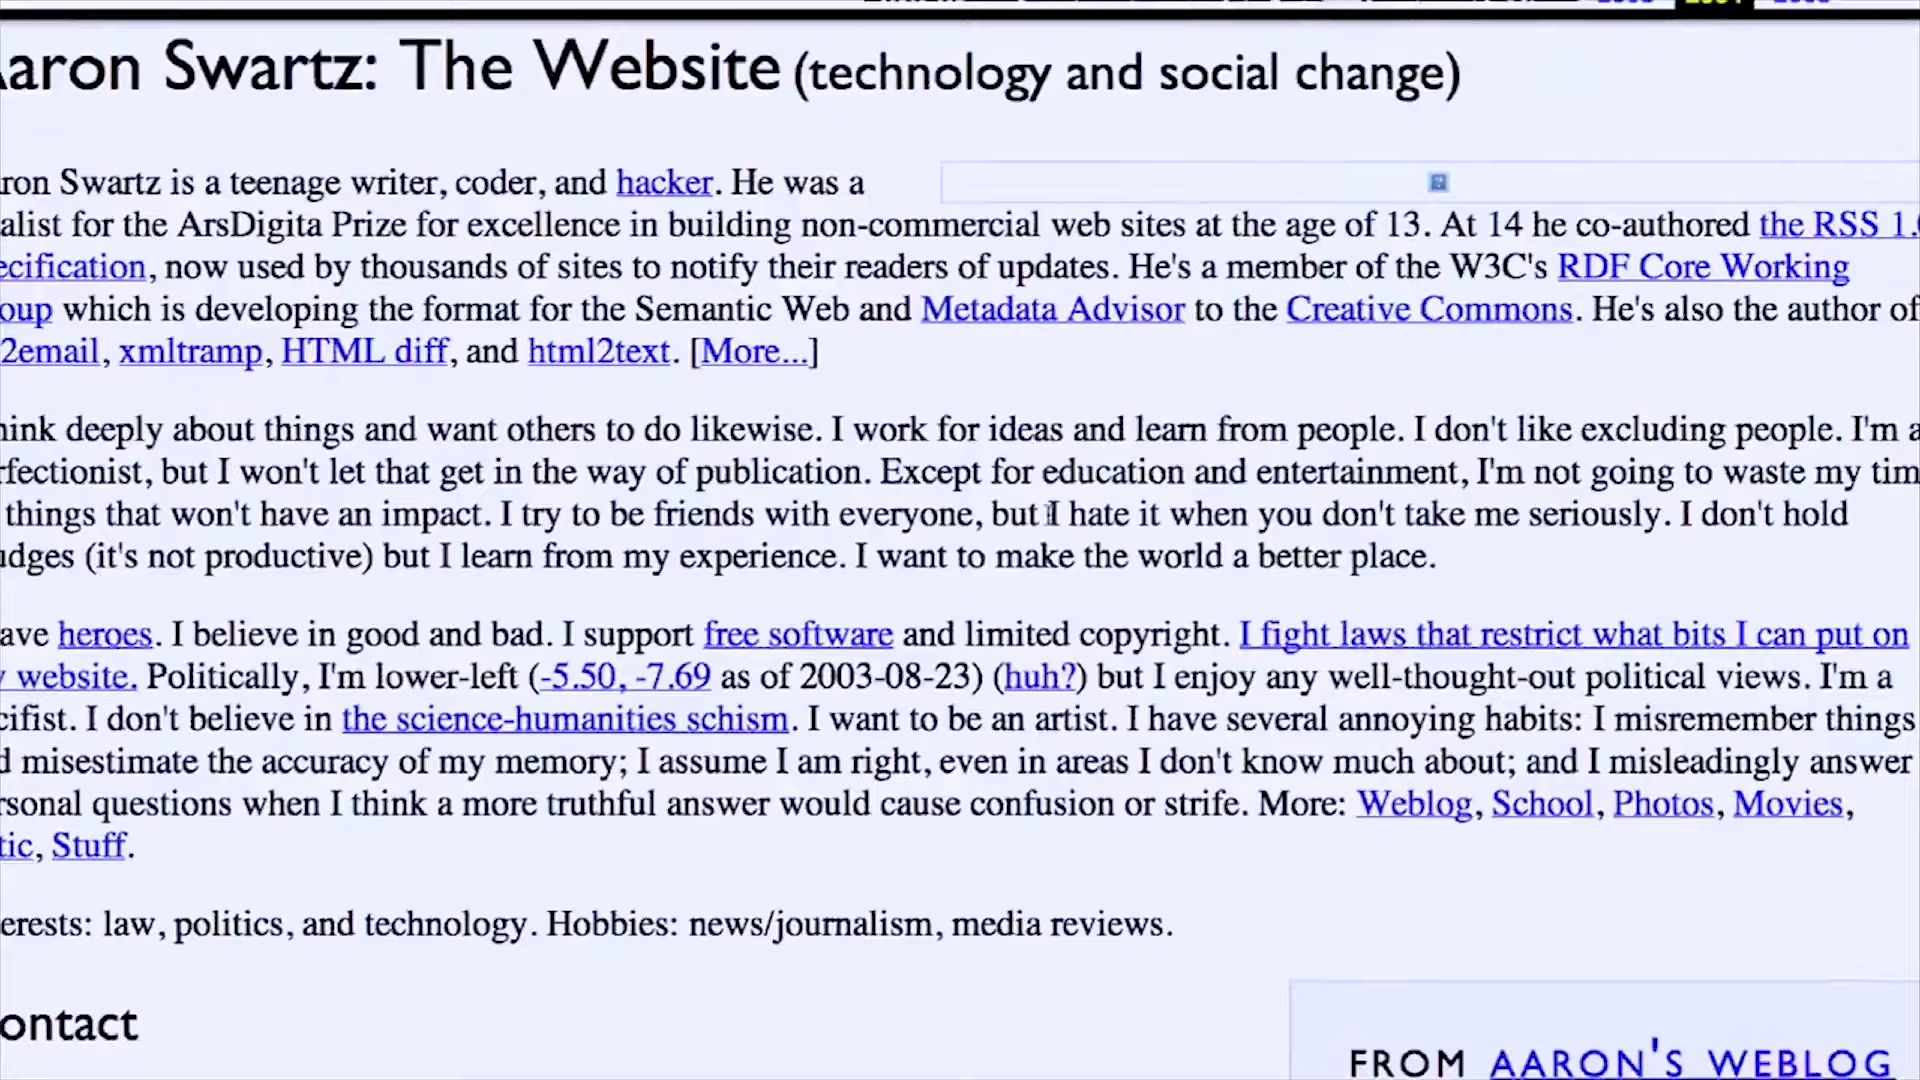 aron Swartz: The Website (technology and social change)
ron Swartz is a teenage writer, coder, and hacker. He was a
alist for the ArsDigita Prize for excellence in building non-commercial web sites at the age of 13. At 14 he co-authored the RSS 1.0
ecification, now used by thousands of sites to notify their readers of updates. He's a member of the W3C's RDF Core Working
oup which is developing the format for the Semantic Web and Metadata Advisor to the Creative Commons. He's also the author of
2email, xmltramp, HTML diff, and html2text. [More...]
ink deeply about things and want others to do likewise. I work for ideas and learn from people. I don't like excluding people. I'm a
fectionist, but I won't let that get in the way of publication. Except for education and entertainment, I'm not going to waste my tim
things that won't have an impact. I try to be friends with everyone, but I hate it when you don't take me seriously. I don't hold
udges (it's not productive) but I learn from my experience. I want to make the world a better place.
ave heroes. I believe in good and bad. I support free software and limited copyright. I fight laws that restrict what bits I can put on
website. Politically, I'm lower-left (-5.50, -7.69 as of 2003-08-23) (huh?) but I enjoy any well-thought-out political views. I'm a
cifist. I don't believe in the science-humanities schism. I want to be an artist. I have several annoying habits: I misremember things
d misestimate the accuracy of my memory; I assume I am right, even in areas I don't know much about; and I misleadingly answer
rsonal questions when I think a more truthful answer would cause confusion or strife. More: Weblog, School, Photos, Movies,
tic, Stuff.
erests: law, politics, and technology. Hobbies: news/journalism, media reviews.
ontact
FROM AARON'S WEBLOG